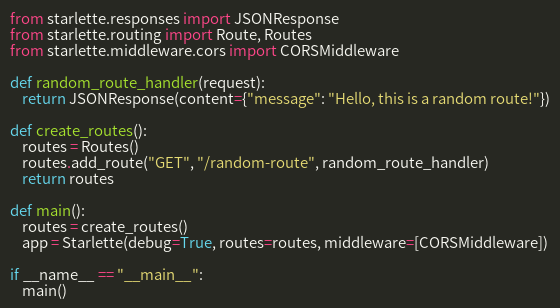 from starlette.responses import JSONResponse
from starlette.routing import Route, Routes
from starlette.middleware.cors import CORSMiddleware

def random_route_handler(request):
    return JSONResponse(content={"message": "Hello, this is a random route!"})

def create_routes():
    routes = Routes()
    routes.add_route("GET", "/random-route", random_route_handler)
    return routes

def main():
    routes = create_routes()
    app = Starlette(debug=True, routes=routes, middleware=[CORSMiddleware])

if __name__ == "__main__":
    main()